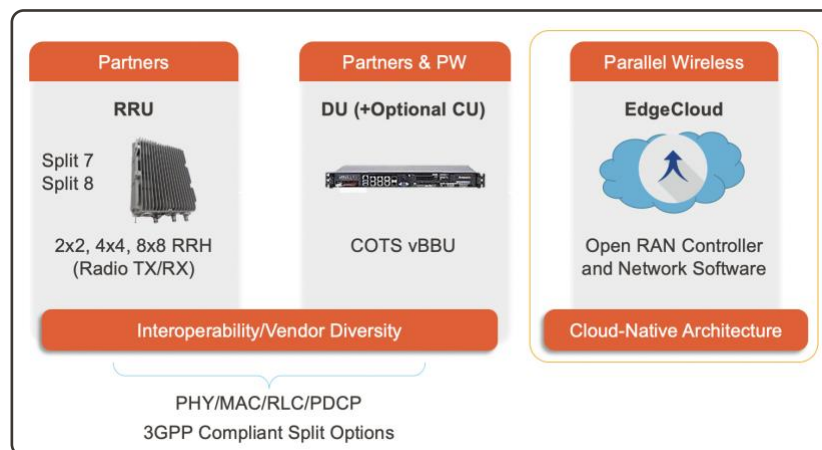 Partners
RRU
Split 7
Split 8
2x2, 4x4, 8x8 RRH
(Radio TX/RX)
Partners & PW
DU (+Optional CU)
COTS vBBU
Interoperability/Vendor Diversity
PHY/MAC/RLC/PDCP
3GPP Compliant Split Options
Parallel Wireless
EdgeCloud
Open RAN Controller
and Network Software
Cloud-Native Architecture